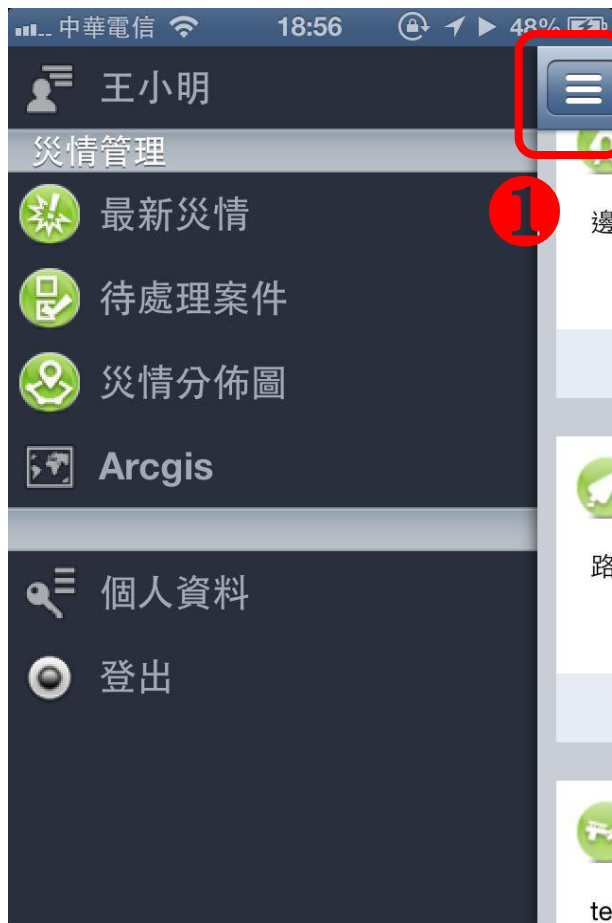 中華電信 18:56 48%
王小明
災情管理
最新災情
1
邊
待處理案件
災情分佈圖
Arcgis
路
個人資料
登出
te